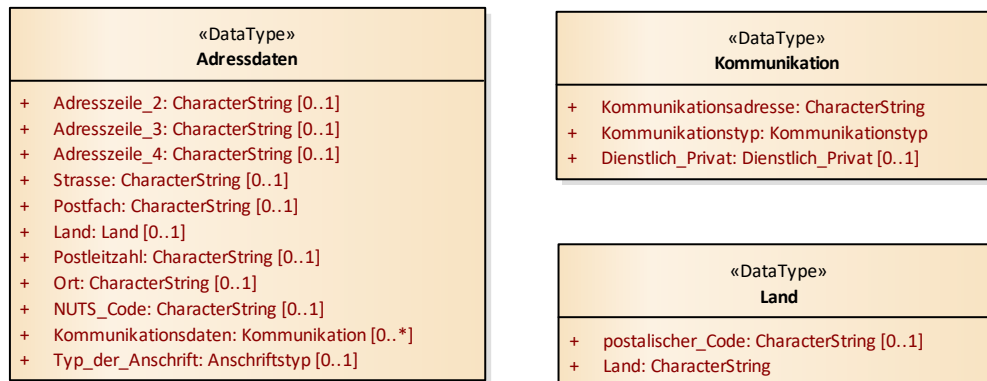 «DataType»
Adressdaten
+ Adresszeile_2: CharacterString [0..1]
+ Adresszeile_3: CharacterString [0..1]
+ Adresszeile_4: CharacterString [0..1]
+ Strasse: CharacterString [0..1]
+ Postfach: CharacterString [0..1]
+ Land: Land [0..1]
+ Postleitzahl: CharacterString [0..1]
+ Ort: CharacterString [0..1]
+ NUTS_Code: CharacterString [0..1]
+ Kommunikationsdaten: Kommunikation [0..*]
+ Typ_der_Anschrift: Anschriftstyp [0..1]
«DataType»
Kommunikation
+ Kommunikationsadresse: CharacterString
+ Kommunikationstyp: Kommunikationstyp
+ Dienstlich_Privat: Dienstlich_Privat [0..1]
«DataType»
Land
+ postalischer_Code: CharacterString [0..1]
+ Land: CharacterString